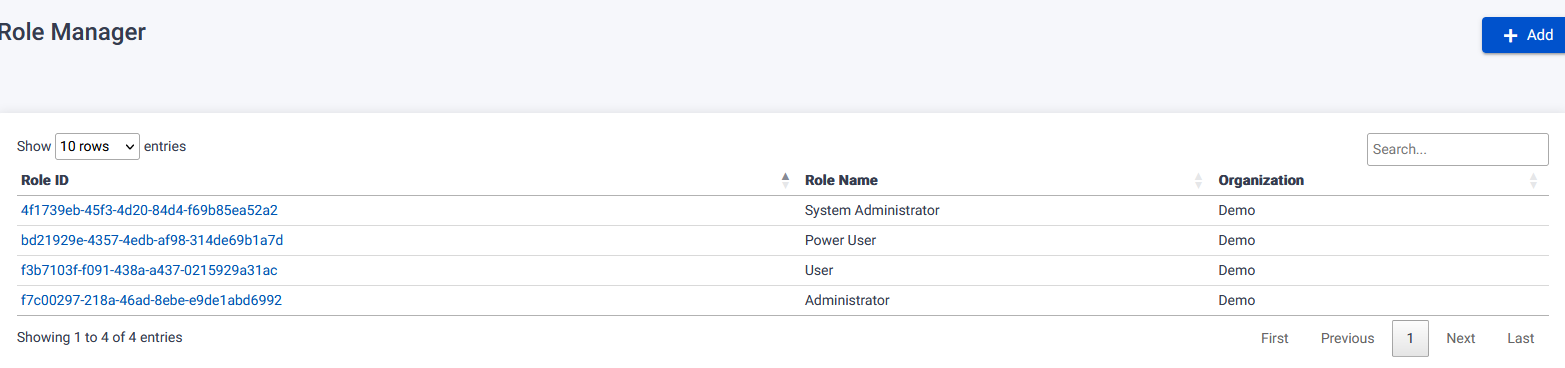 Role Manager
Add
Show 10 rows entries
Search...
Role ID Role Name Organization
4f1739eb-45f3-4d20-84d4-f69b85ea52a2 System Administrator Demo
bd21929e-4357-4edb-af98-314de69b1a7d Power User Demo
f3b7103f-f091-438a-a437-0215929a31ac User Demo
f7c00297-218a-46ad-8ebe-e9de1abd6992 Administrator Demo
Showing 1 to 4 of 4 entries
First Previous 1 Next Last